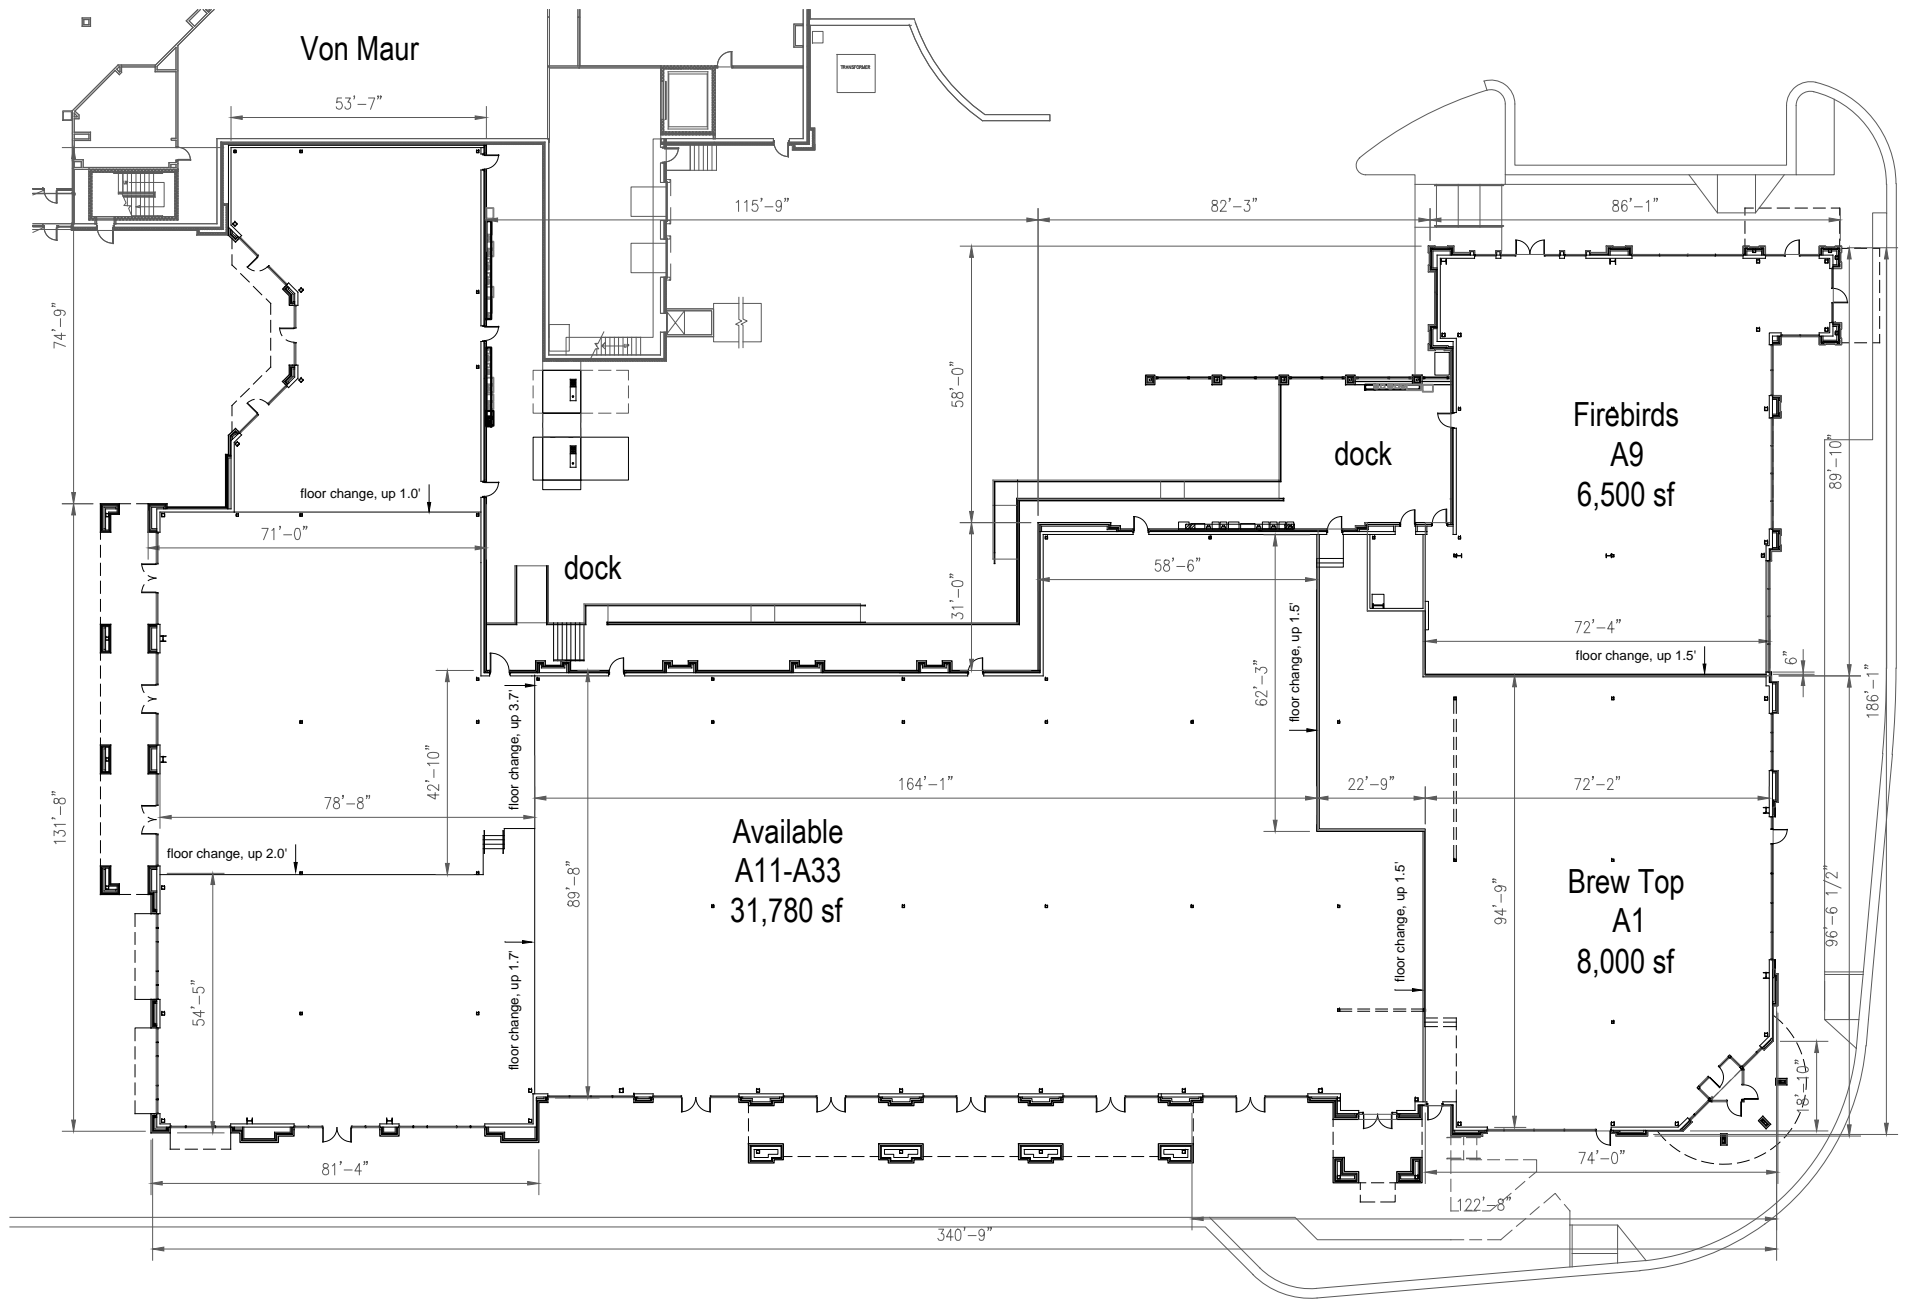 Von Maur
TRANSFORMER
53'-7"
115'-9"
82'-3"
86'-1"
74'-9"
58'-0"
Firebirds
A9
6,500 sf
dock
89'-10"
floor change, up 1.0'
71'-0"
dock
58'-6"
31'-0"
floor change, up 1.5'
72'-4"
floor change, up 1.5'
6"
62'-3"
186'-1"
floor change, up 3.7'
42'-10"
78'-8"
164'-1"
22'-9"
72'-2"
131'-8"
floor change, up 2.0'
Available
A11-A33
31,780 sf
89'-8"
floor change, up 1.5'
94'-9"
Brew Top
A1
8,000 sf
96'-6 1/2"
54'-5"
floor change, up 1.7'
18'-10"
81'-4"
74'-0"
122'-8"
340'-9"